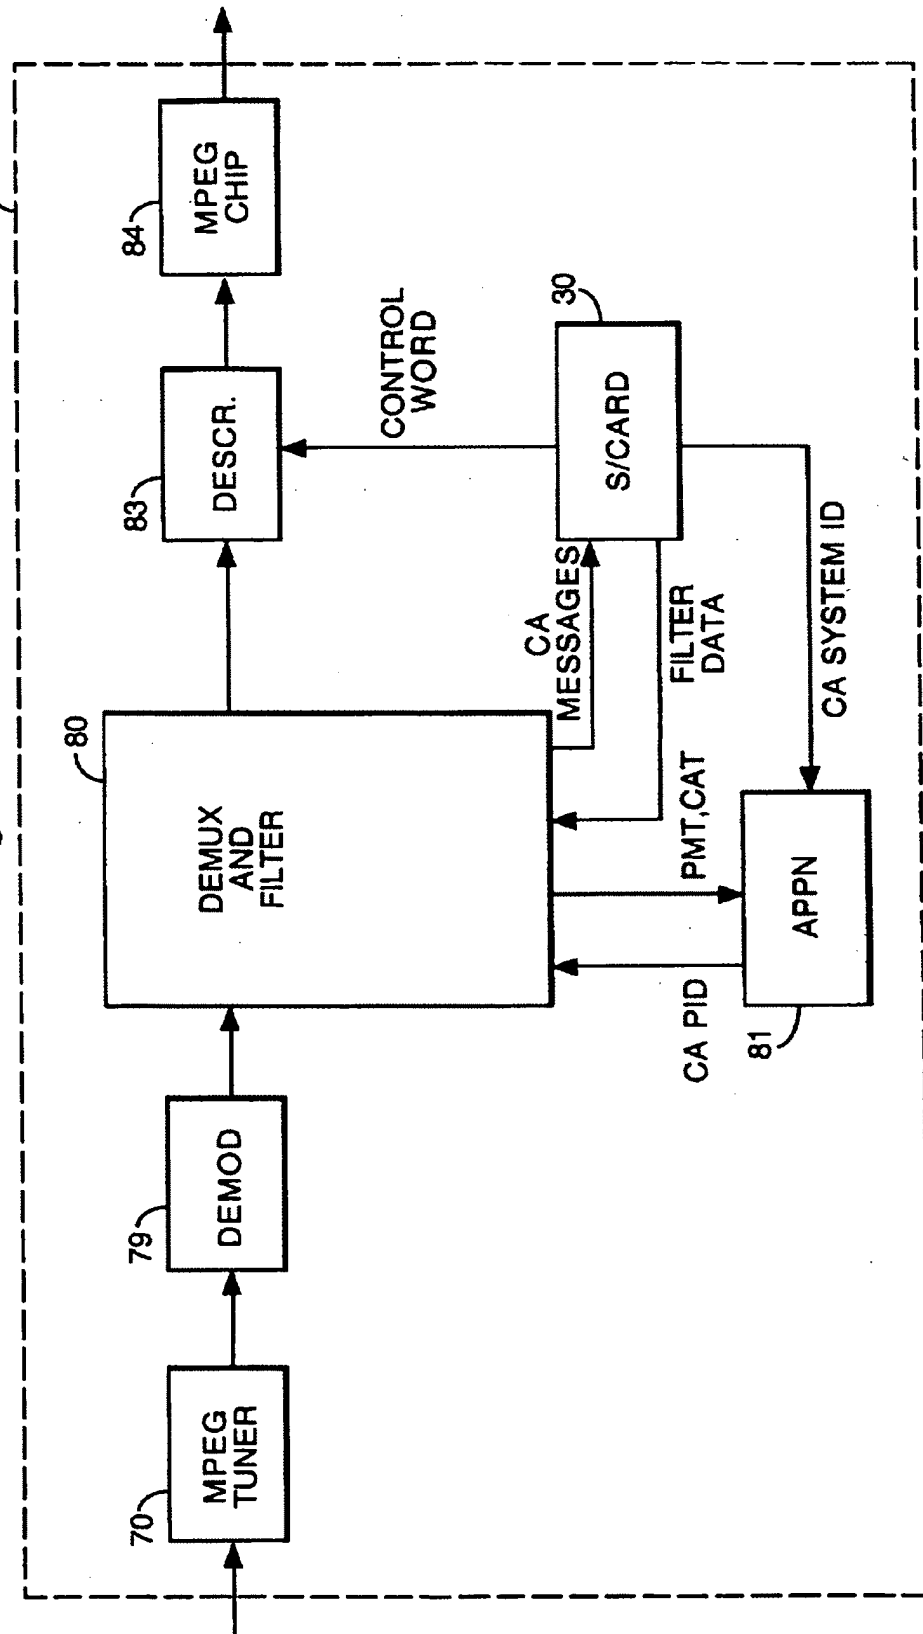 70
MPEG
TUNER
79
DEMOD
80
DEMUX
AND
FILTER
83
DESCR.
84
MPEG
CHIP
CONTROL
WORD
30
S/CARD
CA
MESSAGES
FILTER
DATA
PMT,CAT
CA PID
CA SYSTEM ID
81
APPN